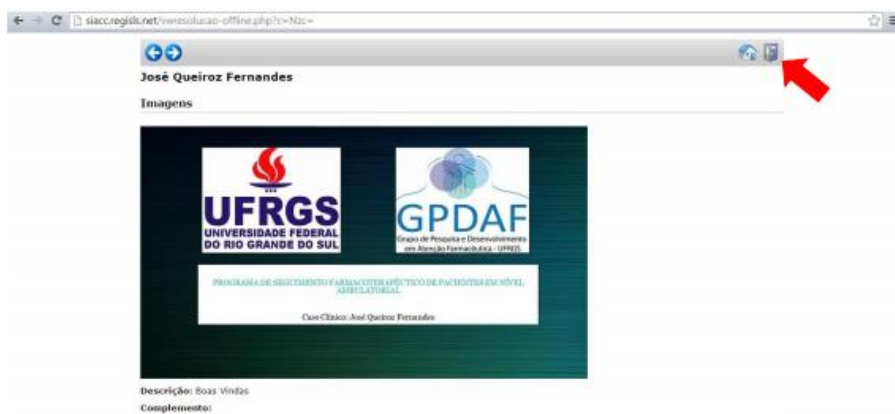 siacc.regisls.net/verresolucao-offline.php?c=Nzc=
José Queiroz Fernandes
Imagens
UFRGS
UNIVERSIDADE FEDERAL
DO RIO GRANDE DO SUL
GPDAF
Grupo de Pesquisa e Desenvolvimento
em Atenção Farmacêutica - UFRGS
PROGRAMA DE SEGUIMENTO FARMACOTERAPÊUTICO DE PACIENTES EM NÍVEL
AMBULATORIAL
Caso Clínico: José Queiroz Fernandes
Descrição: Boas Vindas
Complemento: